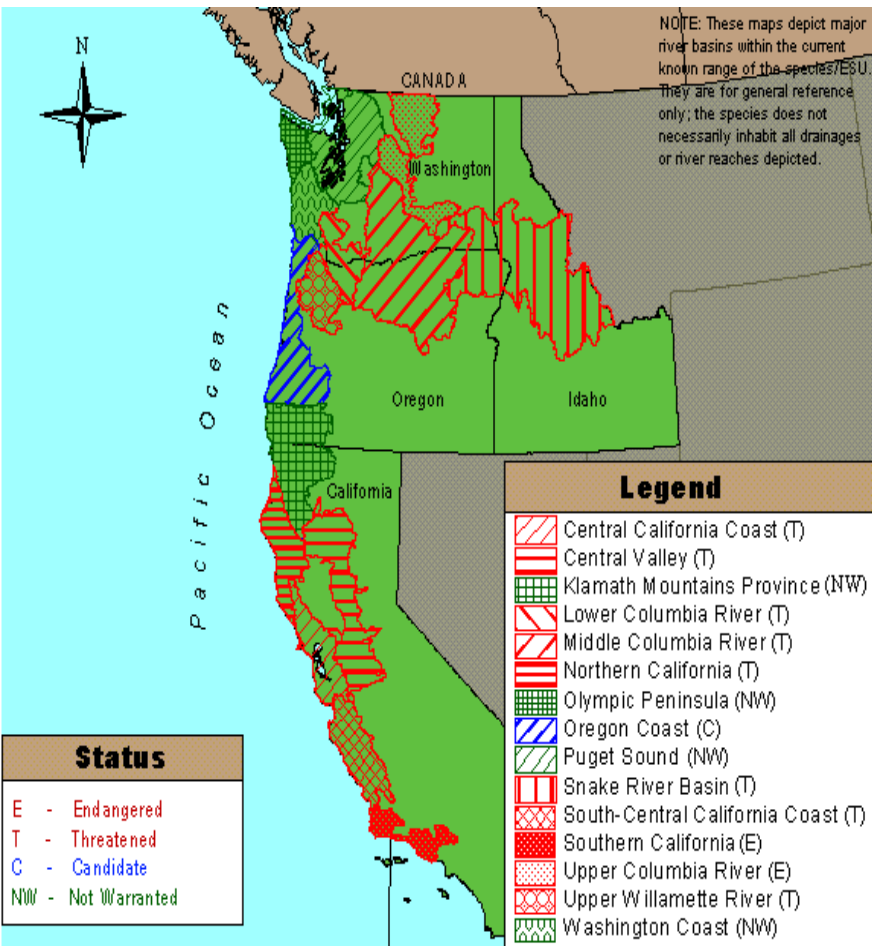 NOTE: These maps depict major
river basins within the current
known range of the species/ESU.
They are for general reference
only; the species does not
necessarily inhabit all drainages
or river reaches depicted.
N
CANADA
Washington
Pacific Ocean
Oregon
Idaho
California
Legend
Central California Coast (T)
Central Valley (T)
Klamath Mountains Province (NW)
Lower Columbia River (T)
Middle Columbia River (T)
Northern California (T)
Olympic Peninsula (NW)
Oregon Coast (C)
Puget Sound (NW)
Snake River Basin (T)
South-Central California Coast (T)
Southern California (E)
Upper Columbia River (E)
Upper Willamette River (T)
Washington Coast (NW)
Status
E - Endangered
T - Threatened
C - Candidate
NW - Not Warranted